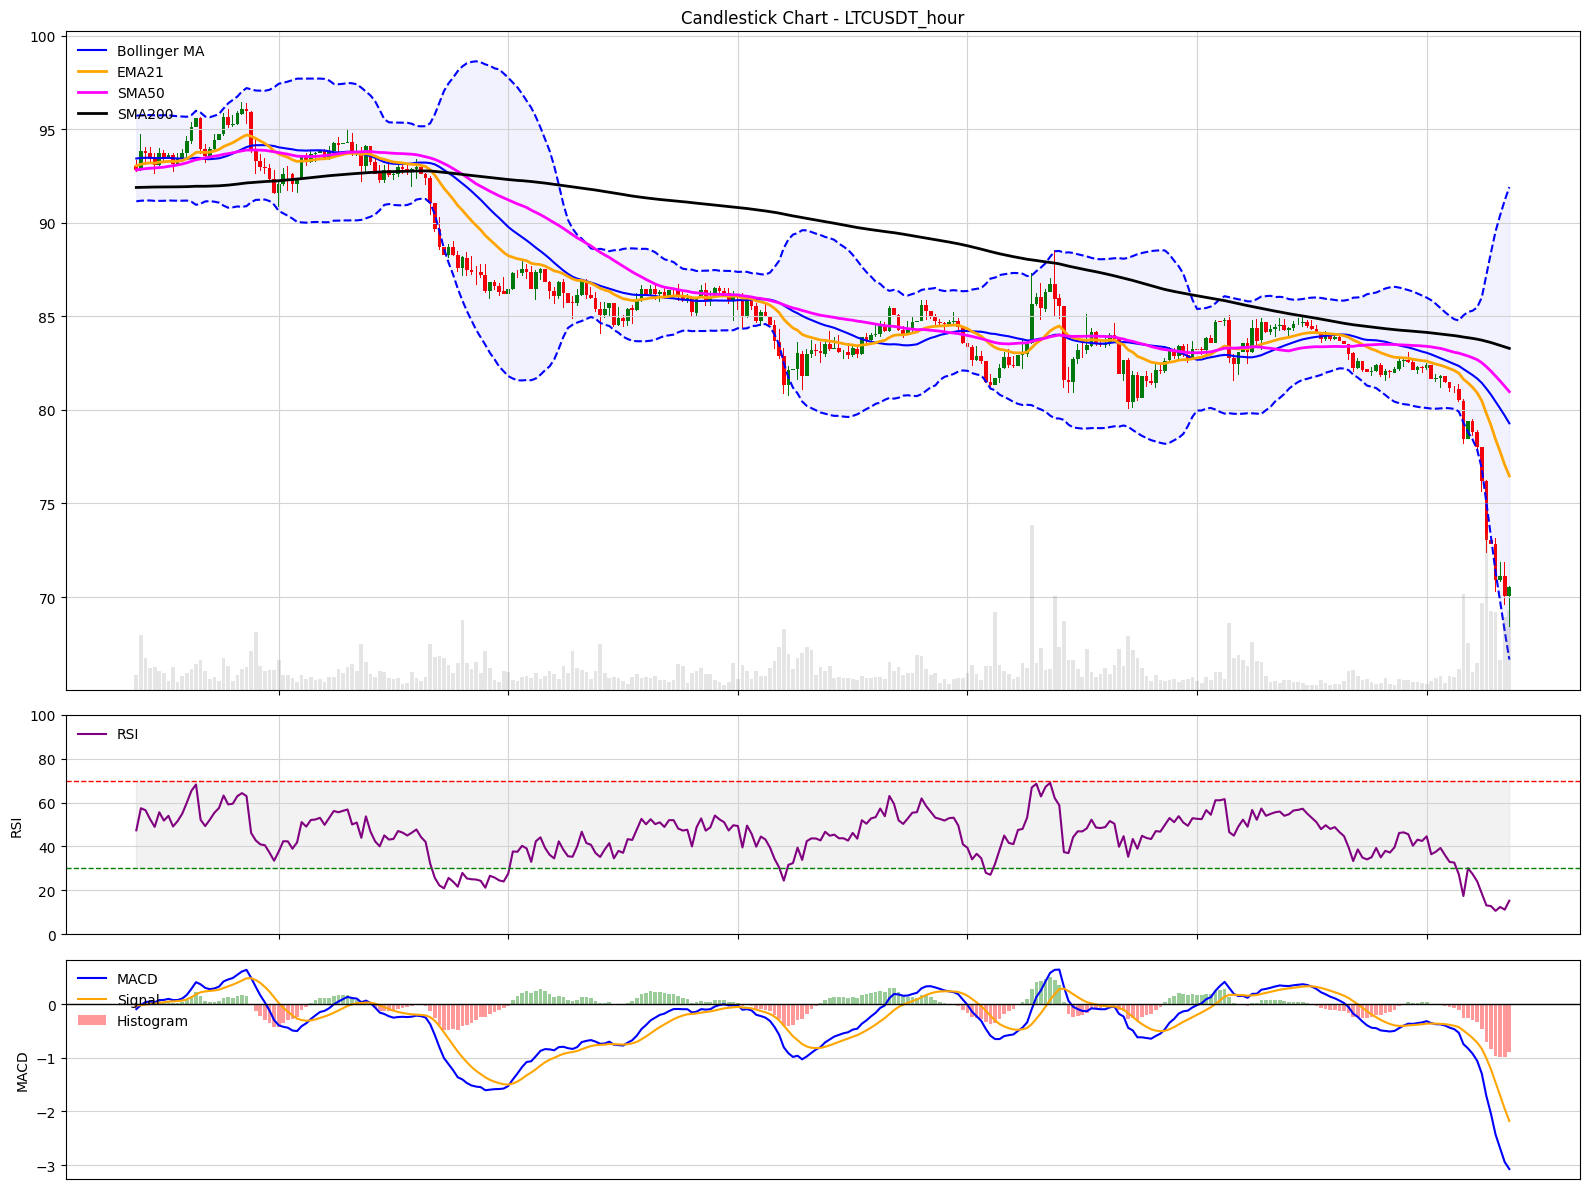 Candlestick Chart - LTCUSDT_hour
100
95
90
85
80
75
70
Bollinger MA
EMA21
SMA50
SMA200
100
80
60
40
20
0
RSI
RSI
0
−1
−2
−3
MACD
MACD
Signal
Histogram